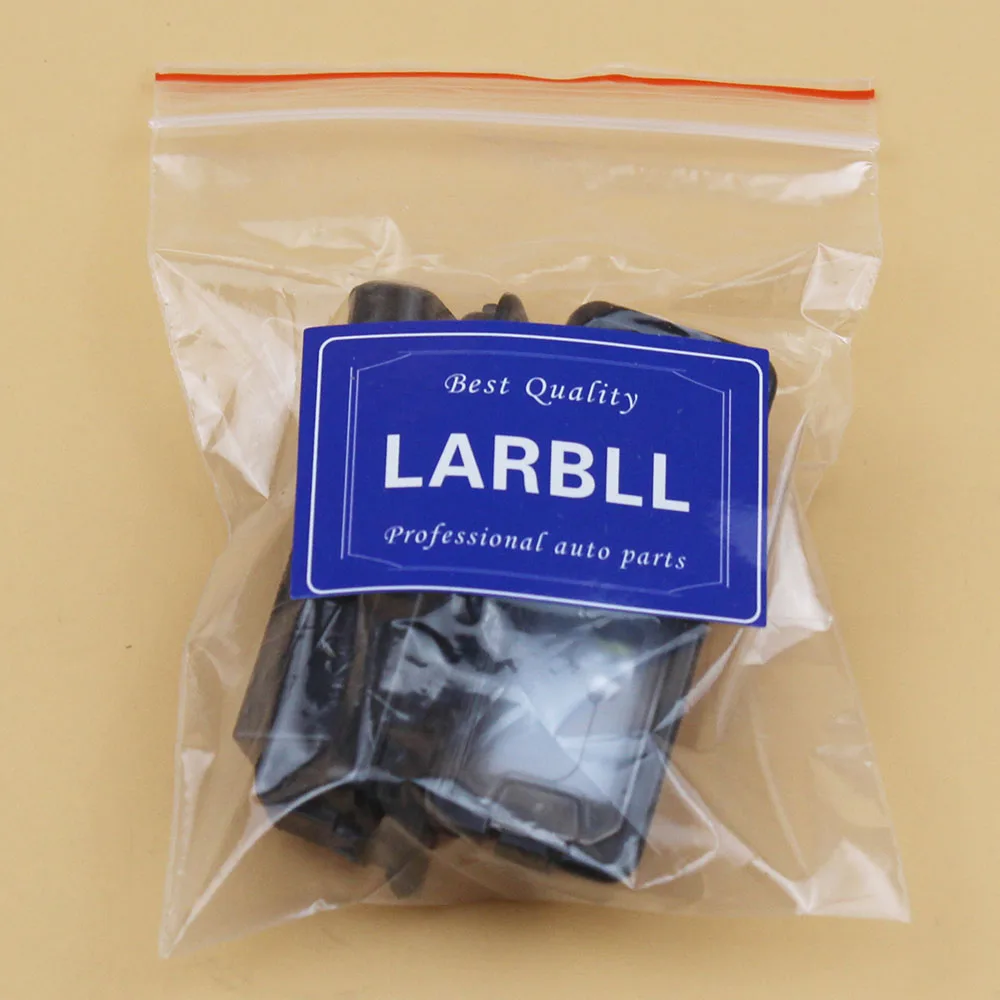 Best Quality
LARBLL
Professional auto parts